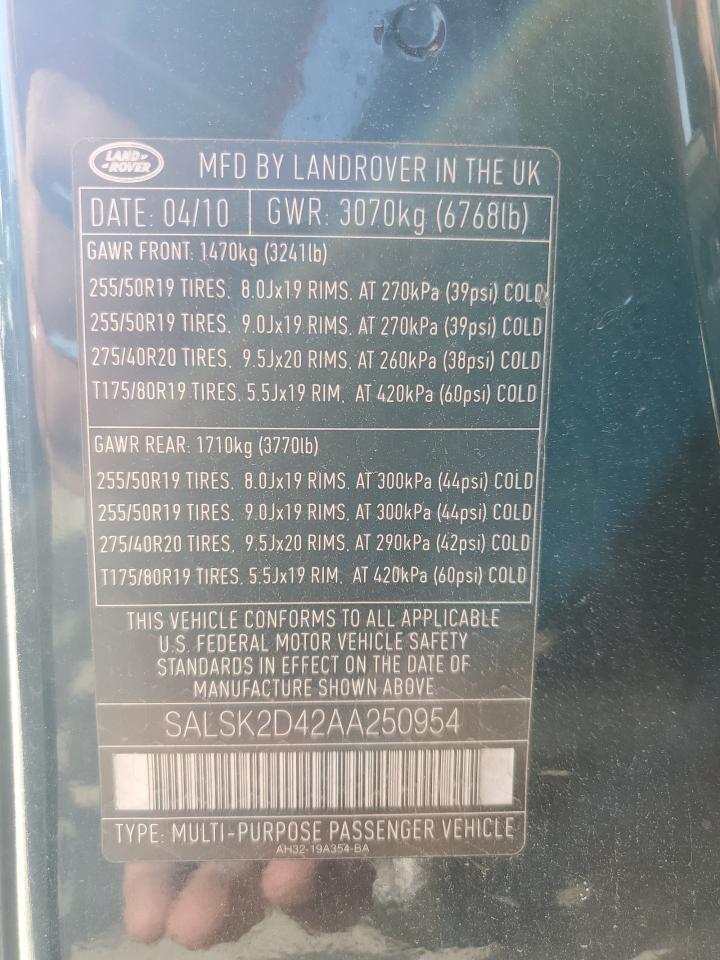 LAND ROVER MFD BY LANDROVER IN THE UK
DATE: 04/10 GWR: 3070kg (6768lb)
GAWR FRONT: 1470kg (3241lb)
255/50R19 TIRES, 8.0Jx19 RIMS, AT 270kPa (39psi) COLD
255/50R19 TIRES, 9.0Jx19 RIMS, AT 270kPa (39psi) COLD
275/40R20 TIRES, 9.5Jx20 RIMS, AT 260kPa (38psi) COLD
T175/80R19 TIRES, 5.5Jx19 RIM, AT 420kPa (60psi) COLD
GAWR REAR: 1710kg (3770lb)
255/50R19 TIRES, 8.0Jx19 RIMS, AT 300kPa (44psi) COLD
255/50R19 TIRES, 9.0Jx19 RIMS, AT 300kPa (44psi) COLD
275/40R20 TIRES, 9.5Jx20 RIMS, AT 290kPa (42psi) COLD
T175/80R19 TIRES, 5.5Jx19 RIM, AT 420kPa (60psi) COLD
THIS VEHICLE CONFORMS TO ALL APPLICABLE
U.S. FEDERAL MOTOR VEHICLE SAFETY
STANDARDS IN EFFECT ON THE DATE OF
MANUFACTURE SHOWN ABOVE
SALSK2D42AA250954
TYPE: MULTI-PURPOSE PASSENGER VEHICLE
AH32-19A354-BA